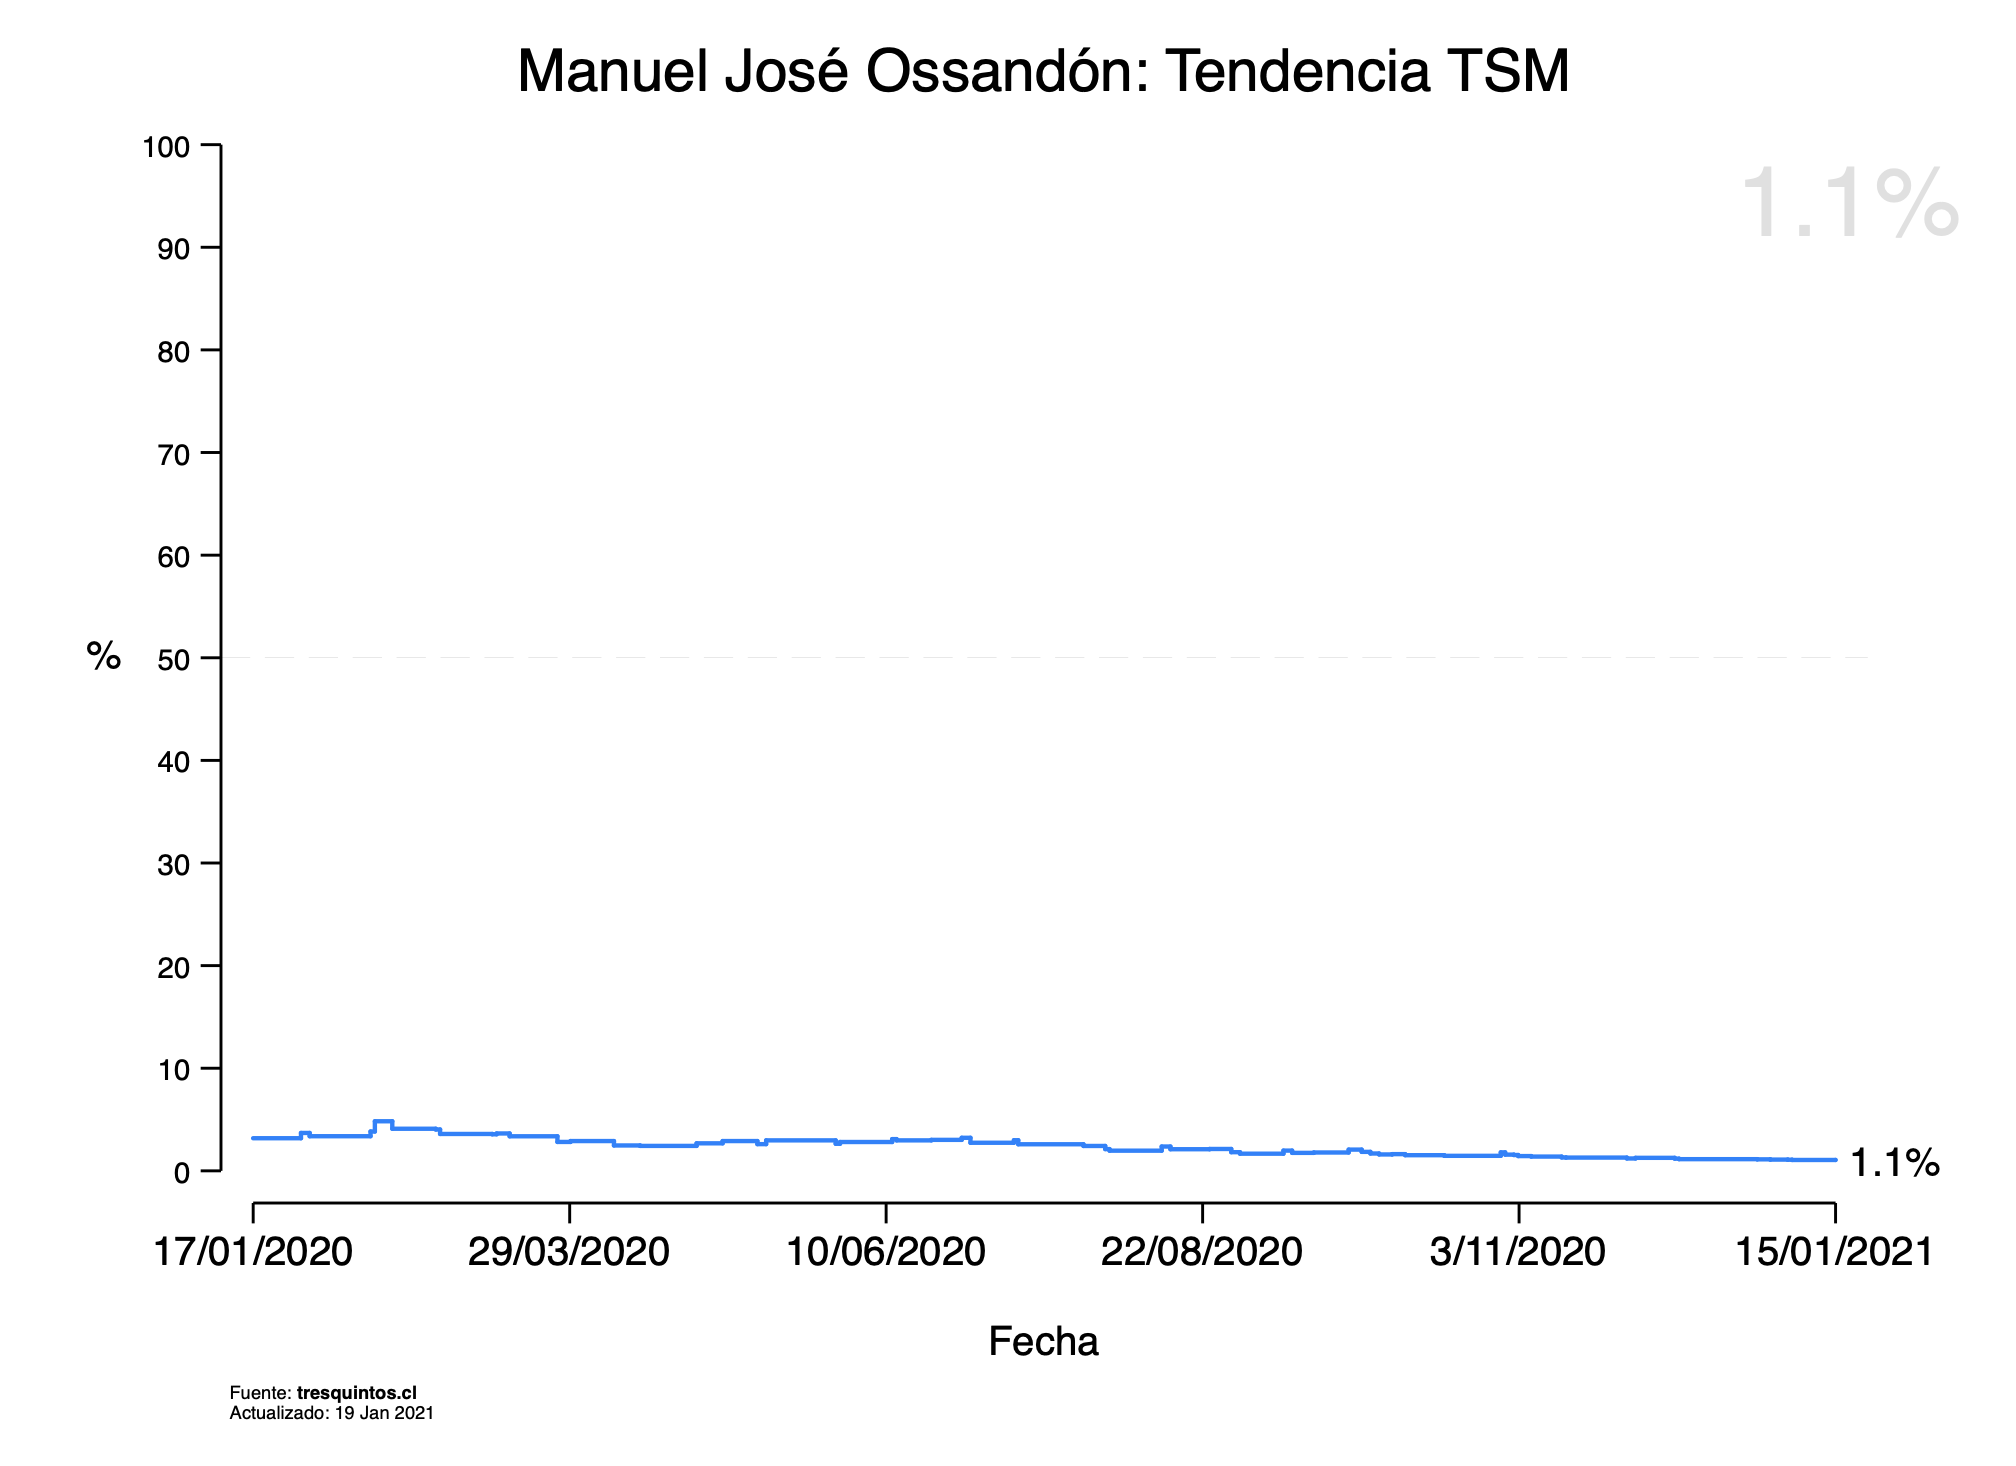 Manuel José Ossandón: Tendencia TSM
1.1%
100
90
80
70
60
50
40
30
20
10
0
%
1.1%
17/01/2020 29/03/2020 10/06/2020 22/08/2020 3/11/2020 15/01/2021
Fecha
Fuente: tresquintos.cl
Actualizado: 19 Jan 2021